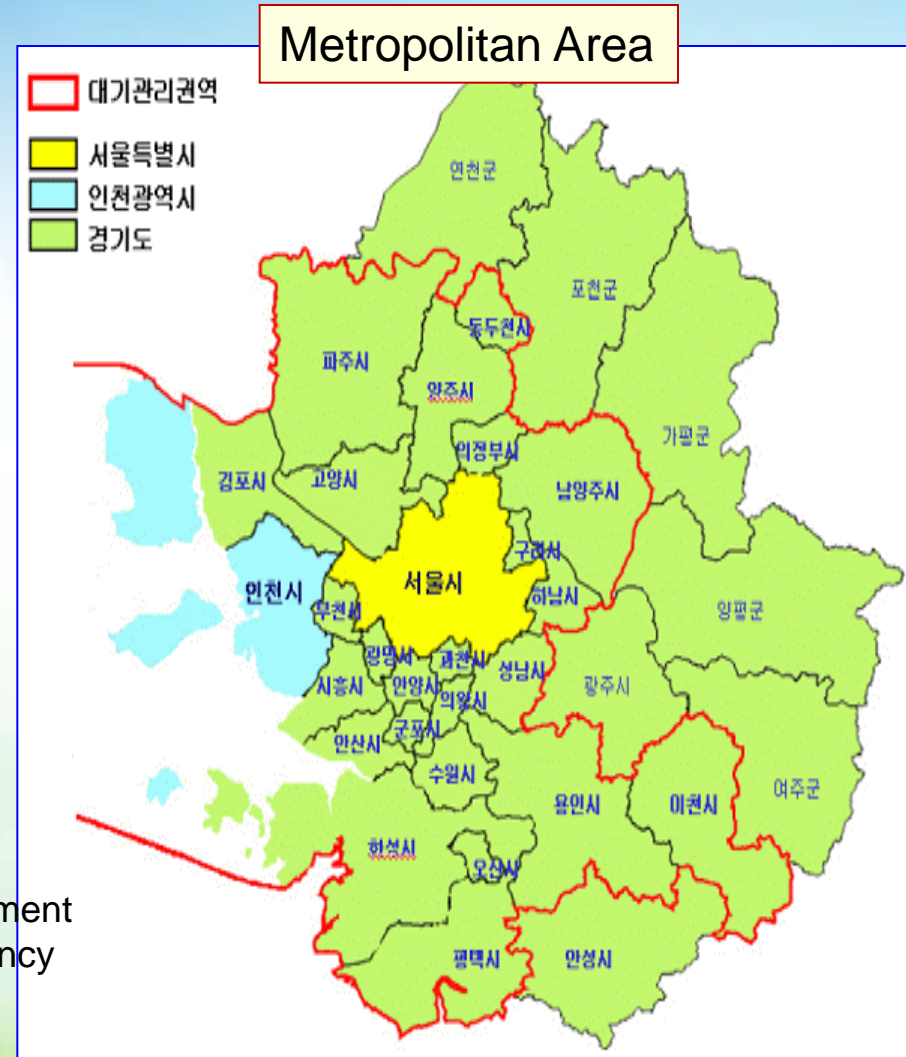 Metropolitan Area
대기관리권역
서울특별시
인천광역시
경기도
연천군
포천군
동두천시
파주시
양주시
가평군
의정부시
김포시
고양시
남양주시
구리시
서울시
인천시
하남시
부천시
양평군
광명시
과천시
성남시
시흥시
안양시
의왕시
광주시
군포시
안산시
수원시
용인시
이천시
여주군
화성시
오산시
평택시
안성시
ment
ncy